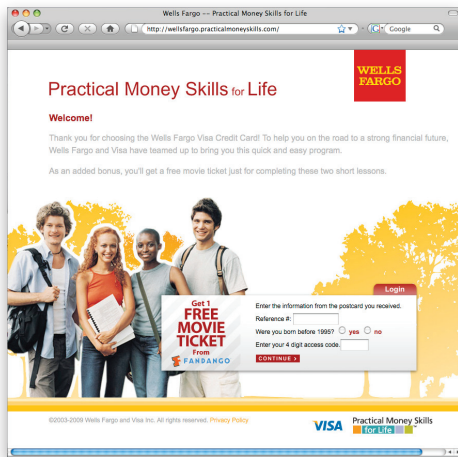 Wells Fargo -- Practical Money Skills for Life
http://wellsfargo.practicalmoneyskills.com/
Google
WELLS
FARGO
Practical Money Skills for Life
Welcome!
Thank you for choosing the Wells Fargo Visa Credit Card! To help you on the road to a strong financial future,
Wells Fargo and Visa have teamed up to bring you this quick and easy program.
As an added bonus, you'll get a free movie ticket just for completing these two short lessons.
Login
Get 1
FREE
MOVIE
TICKET
From
FANDANGO
Enter the information from the postcard you received.
Reference #:
Were you born before 1995? yes no
Enter your 4 digit access code.
CONTINUE >
©2003-2009 Wells Fargo and Visa Inc. All rights reserved. Privacy Policy
VISA
Practical Money Skills
for Life